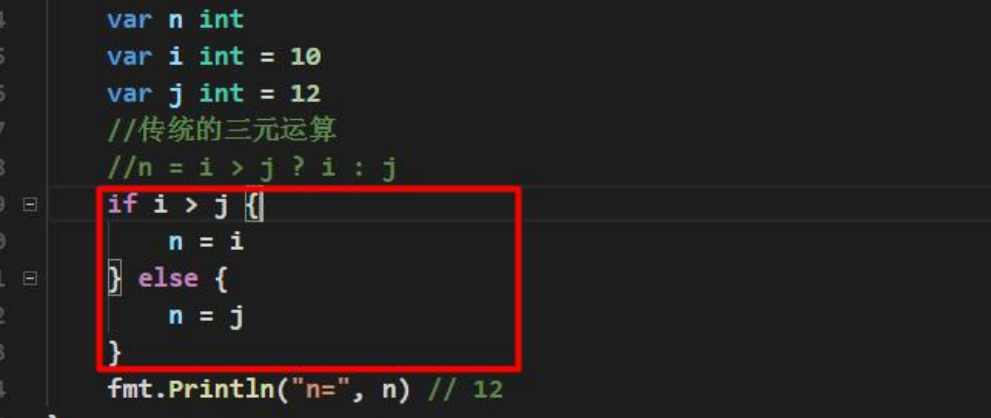 var n int
var i int = 10
var j int = 12
//传统的三元运算
//n = i > j ? i : j
if i > j {
n = i
} else {
n = j
}
fmt.Println("n=", n) // 12